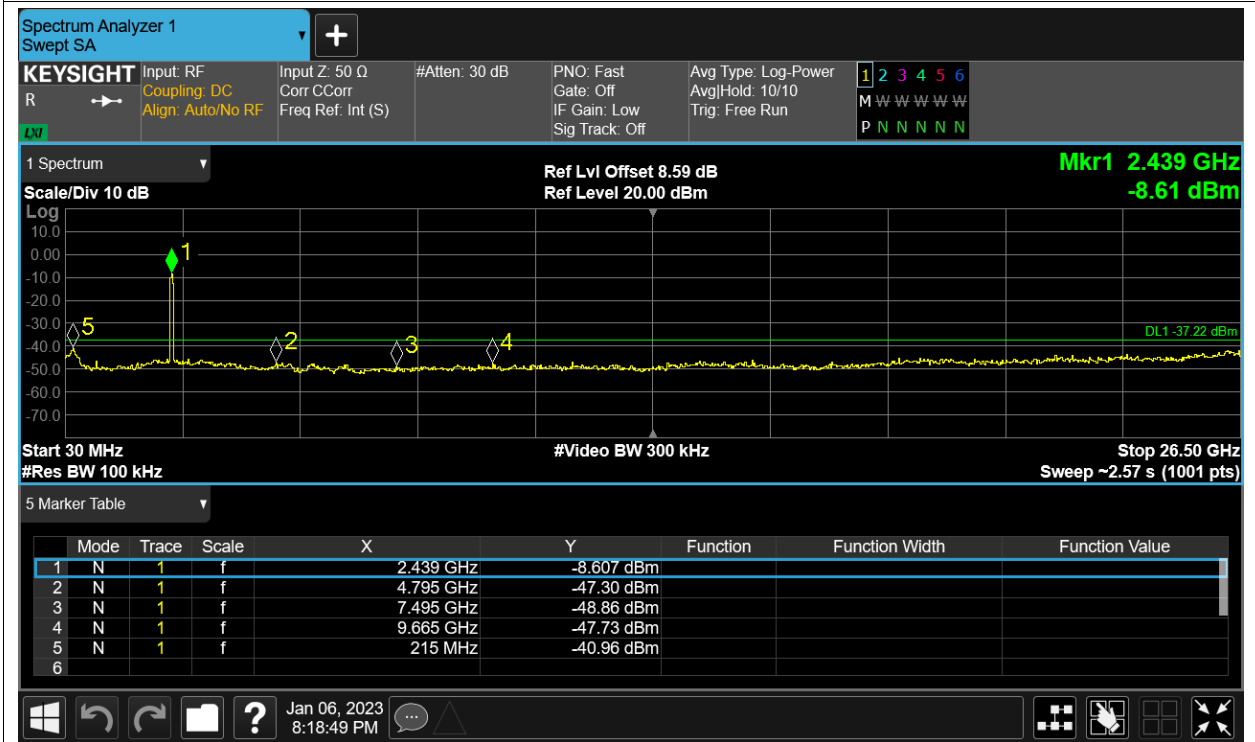 Spectrum Analyzer 1
Swept SA
+
KEYSIGHT
R
LXI
Input: RF
Coupling: DC
Align: Auto/No RF
Input Z: 50 Ω
Corr CCorr
Freq Ref: Int (S)
#Atten: 30 dB
PNO: Fast
Gate: Off
IF Gain: Low
Sig Track: Off
Avg Type: Log-Power
Avg|Hold: 10/10
Trig: Free Run
1 2 3 4 5 6
M W W W W W
P N N N N N
1 Spectrum
Scale/Div 10 dB
Ref Lvl Offset 8.59 dB
Ref Level 20.00 dBm
Mkr1 2.439 GHz
-8.61 dBm
Log
10.0
0.00
-10.0
-20.0
-30.0
-40.0
-50.0
-60.0
-70.0
1
5
2
3
4
DL1 -37.22 dBm
Start 30 MHz
#Video BW 300 kHz
Stop 26.50 GHz
#Res BW 100 kHz
Sweep ~2.57 s (1001 pts)
5 Marker Table
Mode Trace Scale X Y Function Function Width Function Value
1 N 1 f 2.439 GHz -8.607 dBm
2 N 1 f 4.795 GHz -47.30 dBm
3 N 1 f 7.495 GHz -48.86 dBm
4 N 1 f 9.665 GHz -47.73 dBm
5 N 1 f 215 MHz -40.96 dBm
6
?
Jan 06, 2023
8:18:49 PM